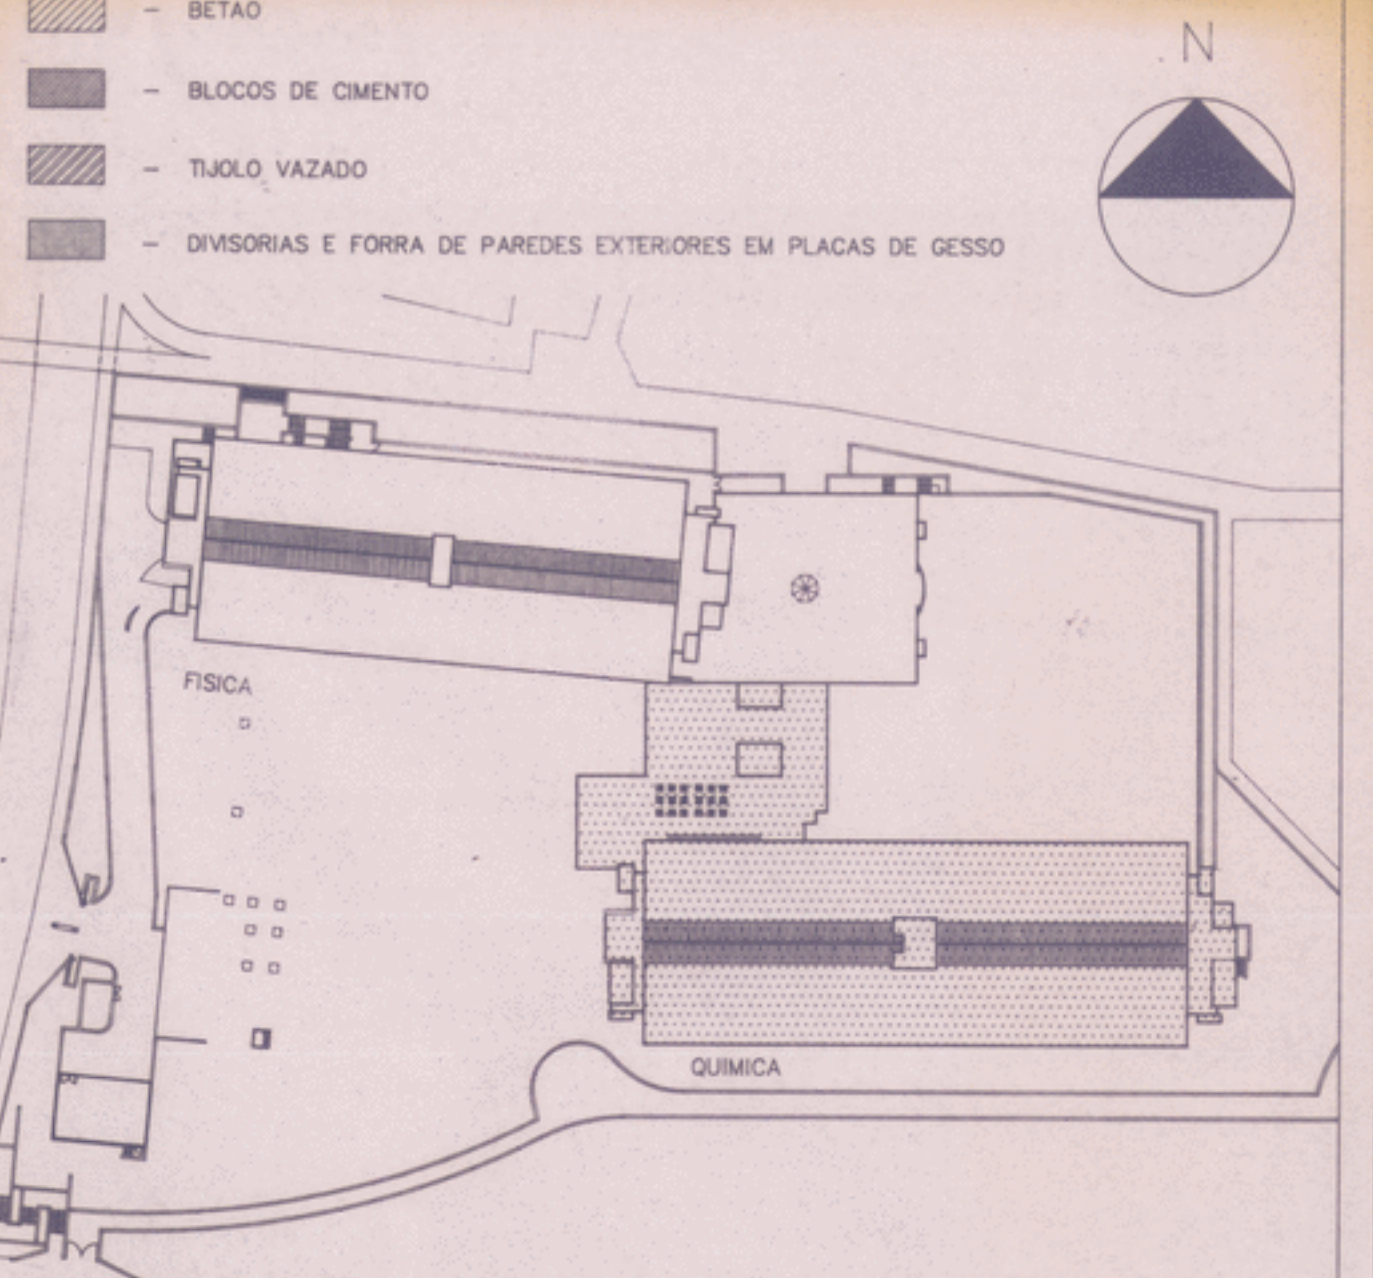 BETAO
N
– BLOCOS DE CIMENTO
– TIJOLO VAZADO
– DIVISORIAS E FORRA DE PAREDES EXTERIORES EM PLACAS DE GESSO
FISICA
QUIMICA